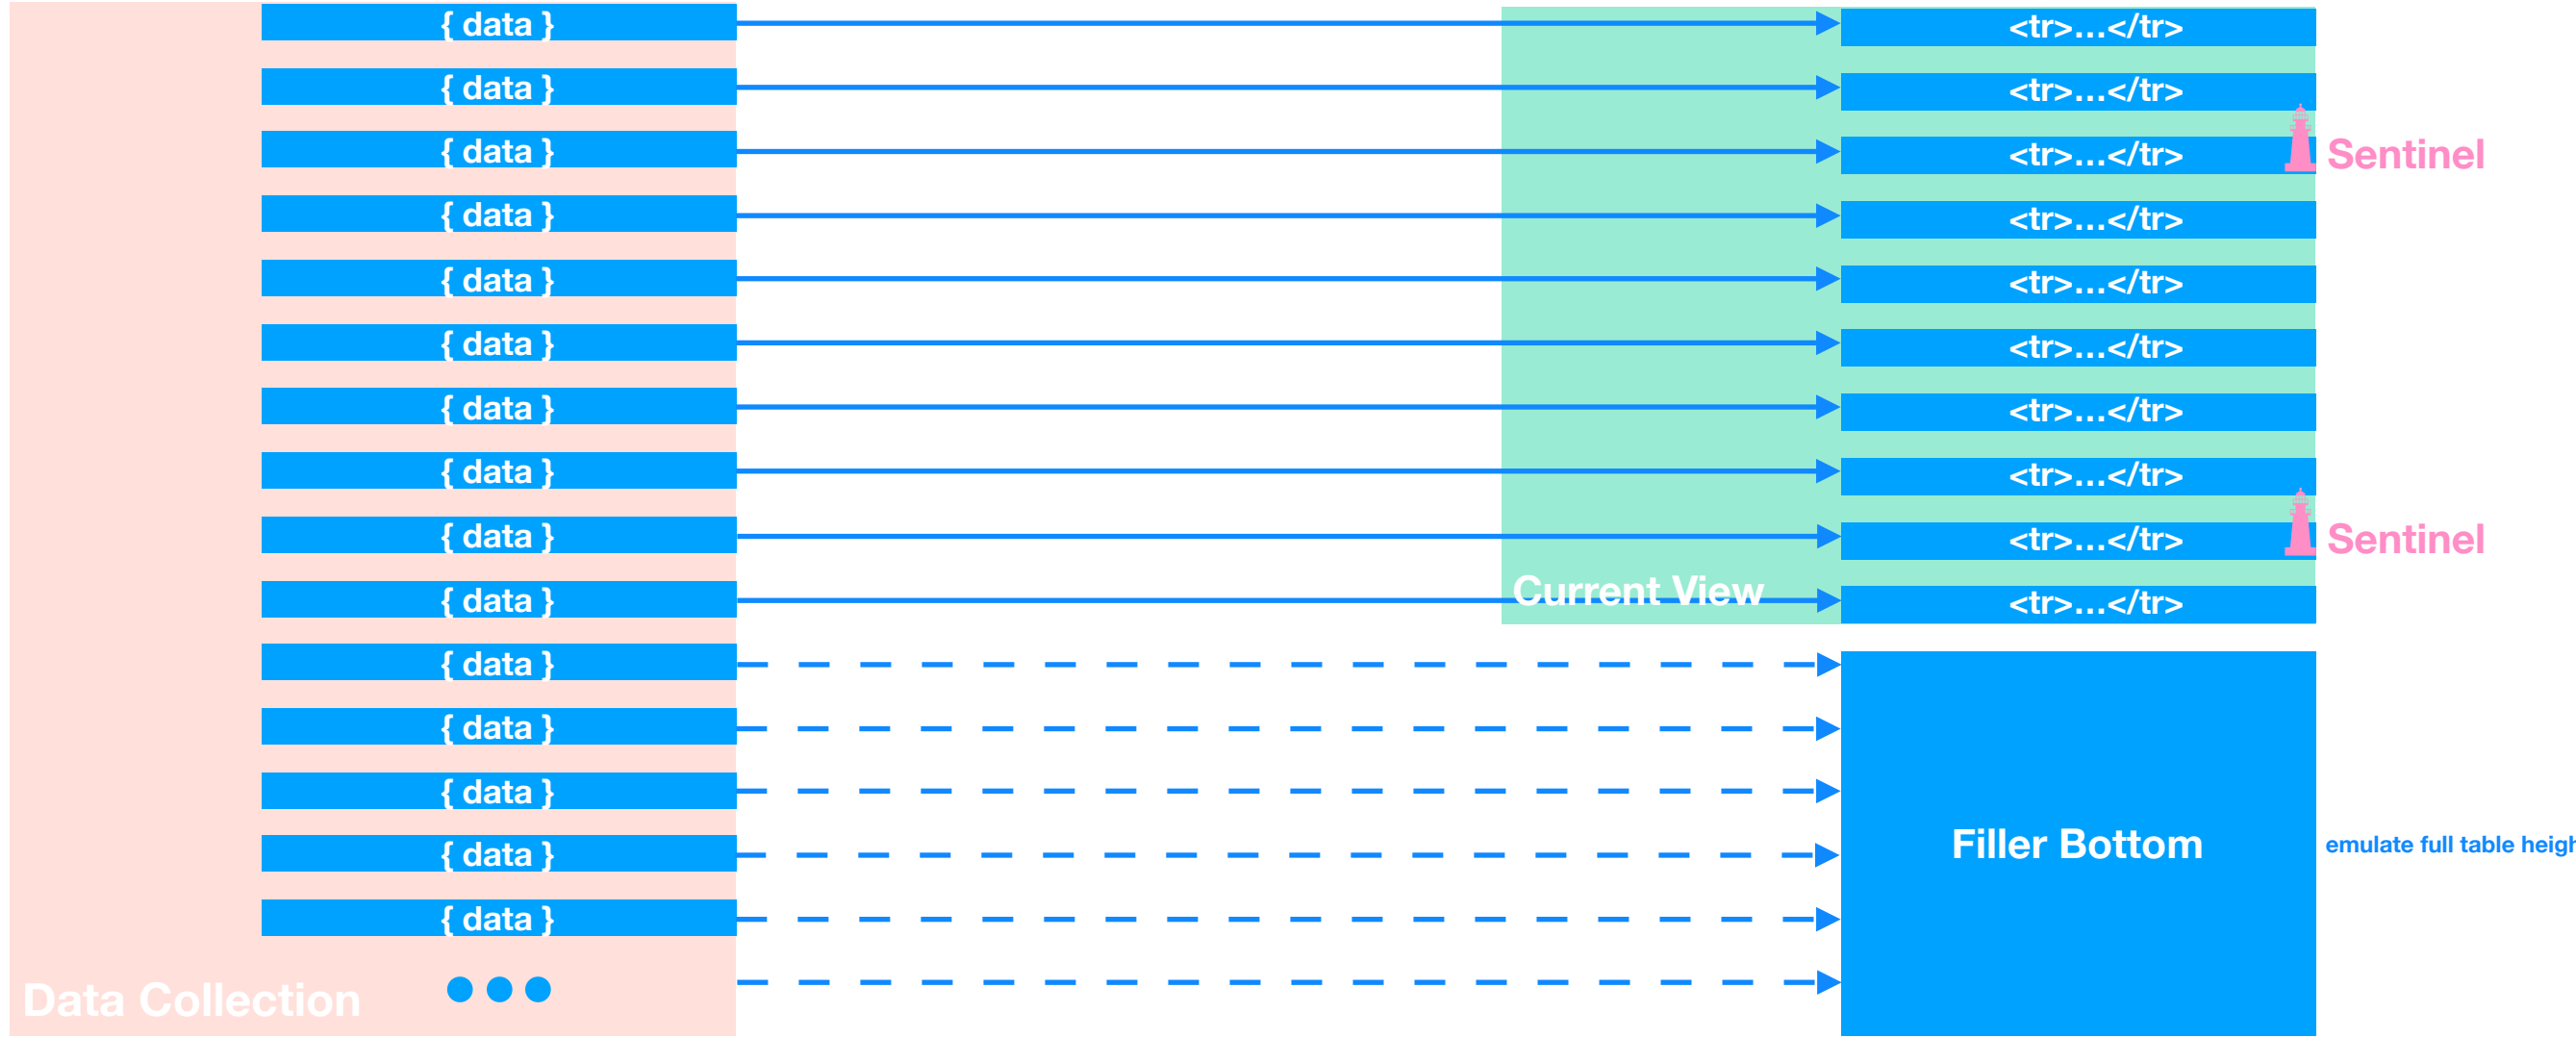 { data }
<tr>...</tr>
{ data }
<tr>...</tr>
{ data }
<tr>...</tr>
Sentinel
{ data }
<tr>...</tr>
{ data }
<tr>...</tr>
{ data }
<tr>...</tr>
{ data }
<tr>...</tr>
{ data }
<tr>...</tr>
{ data }
<tr>...</tr>
Sentinel
{ data }
Current View
<tr>...</tr>
{ data }
{ data }
{ data }
{ data }
Filler Bottom
emulate full table heigh
{ data }
Data Collection